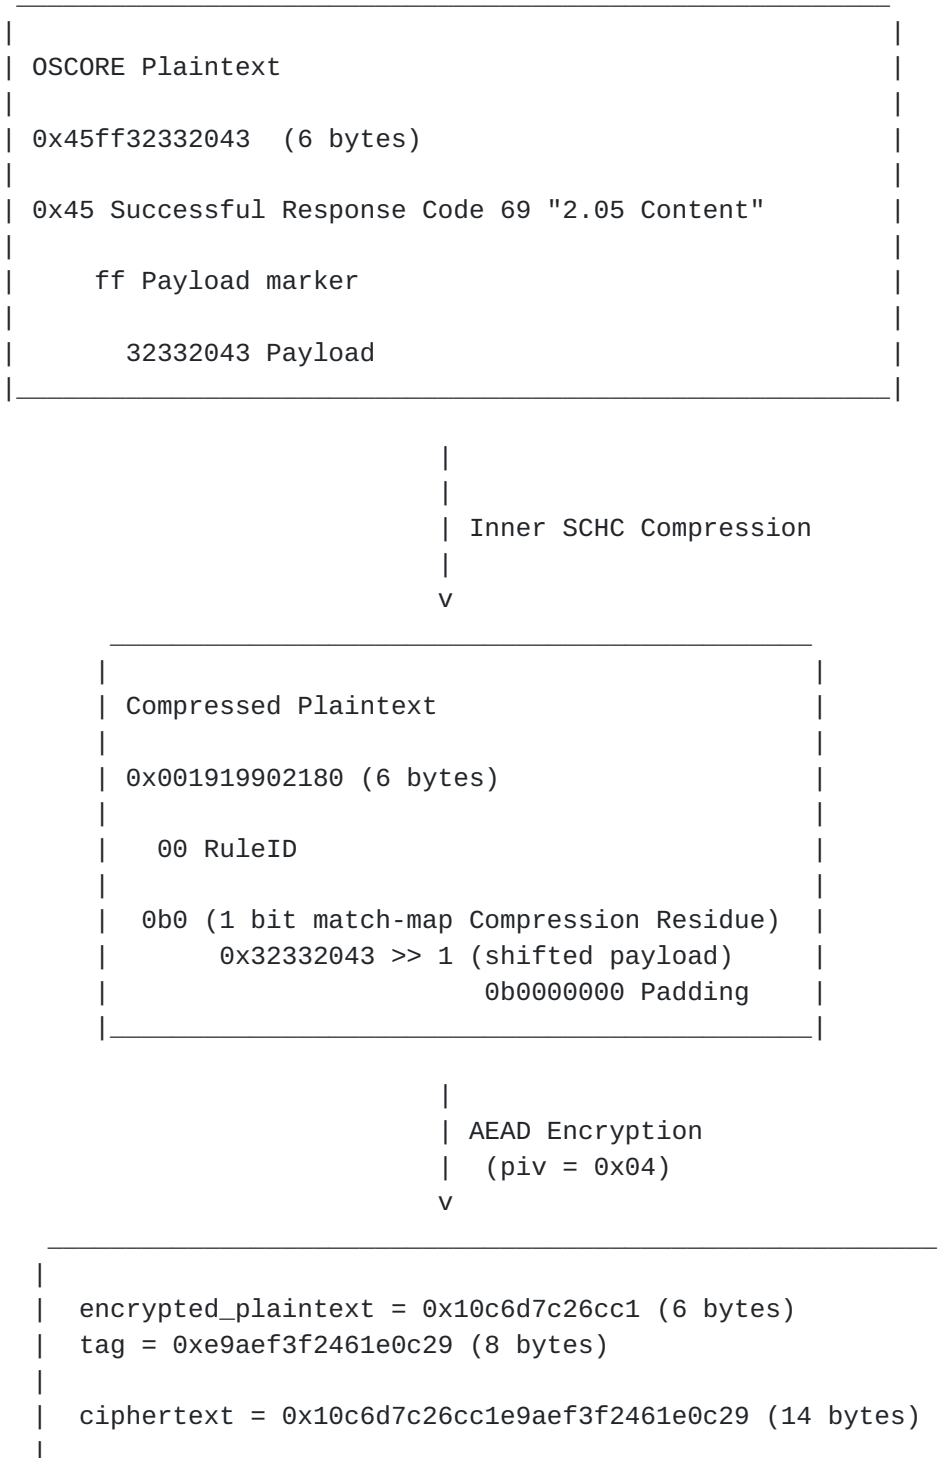 OSCORE Plaintext
0x45ff32332043  (6 bytes)
0x45 Successful Response Code 69 "2.05 Content"
ff Payload marker
32332043 Payload
Inner SCHC Compression
v
Compressed Plaintext
0x001919902180 (6 bytes)
00 RuleID
0b0 (1 bit match-map Compression Residue)
0x32332043 >> 1 (shifted payload)
0b0000000 Padding
AEAD Encryption
(piv = 0x04)
v
encrypted_plaintext = 0x10c6d7c26cc1 (6 bytes)
tag = 0xe9aef3f2461e0c29 (8 bytes)
ciphertext = 0x10c6d7c26cc1e9aef3f2461e0c29 (14 bytes)